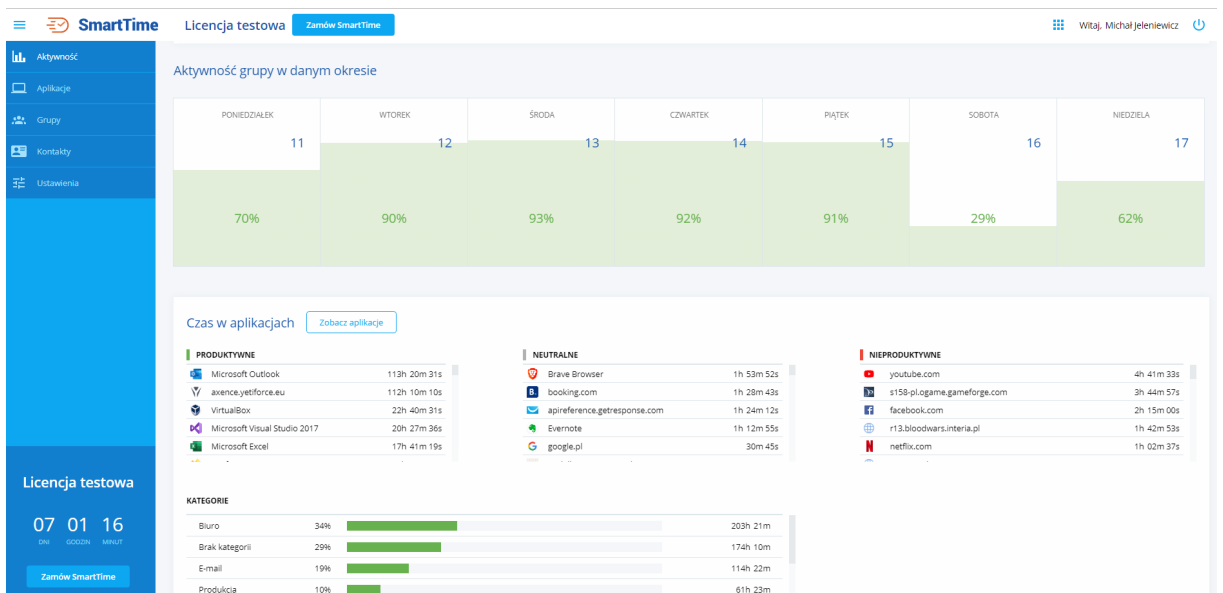 SmartTime
Licencja testowa
Zamów SmartTime
Witaj, Michał Jeleniewicz
Aktywność
Aplikacje
Grupy
Kontakty
Ustawienia
Licencja testowa
07 01 16
DNI GODZIN MINUT
Zamów SmartTime
Aktywność grupy w danym okresie
PONIEDZIAŁEK WTOREK ŚRODA CZWARTEK PIĄTEK SOBOTA NIEDZIELA
11 12 13 14 15 16 17
70% 90% 93% 92% 91% 29% 62%
Czas w aplikacjach
Zobacz aplikacje
PRODUKTYWNE
Microsoft Outlook 113h 20m 31s
axence.yetiforce.eu 112h 10m 10s
VirtualBox 22h 40m 31s
Microsoft Visual Studio 2017 20h 27m 36s
Microsoft Excel 17h 41m 19s
NEUTRALNE
Brave Browser 1h 53m 52s
booking.com 1h 28m 43s
apireference.getresponse.com 1h 24m 12s
Evernote 1h 12m 55s
google.pl 30m 45s
NIEPRODUKTYWNE
youtube.com 4h 41m 33s
s158-pl.ogame.gameforge.com 3h 44m 57s
facebook.com 2h 15m 00s
r13.bloodwars.interia.pl 1h 42m 53s
netflix.com 1h 02m 37s
KATEGORIE
Biuro 34% 203h 21m
Brak kategorii 29% 174h 10m
E-mail 19% 114h 22m
Produkcja 10% 61h 23m